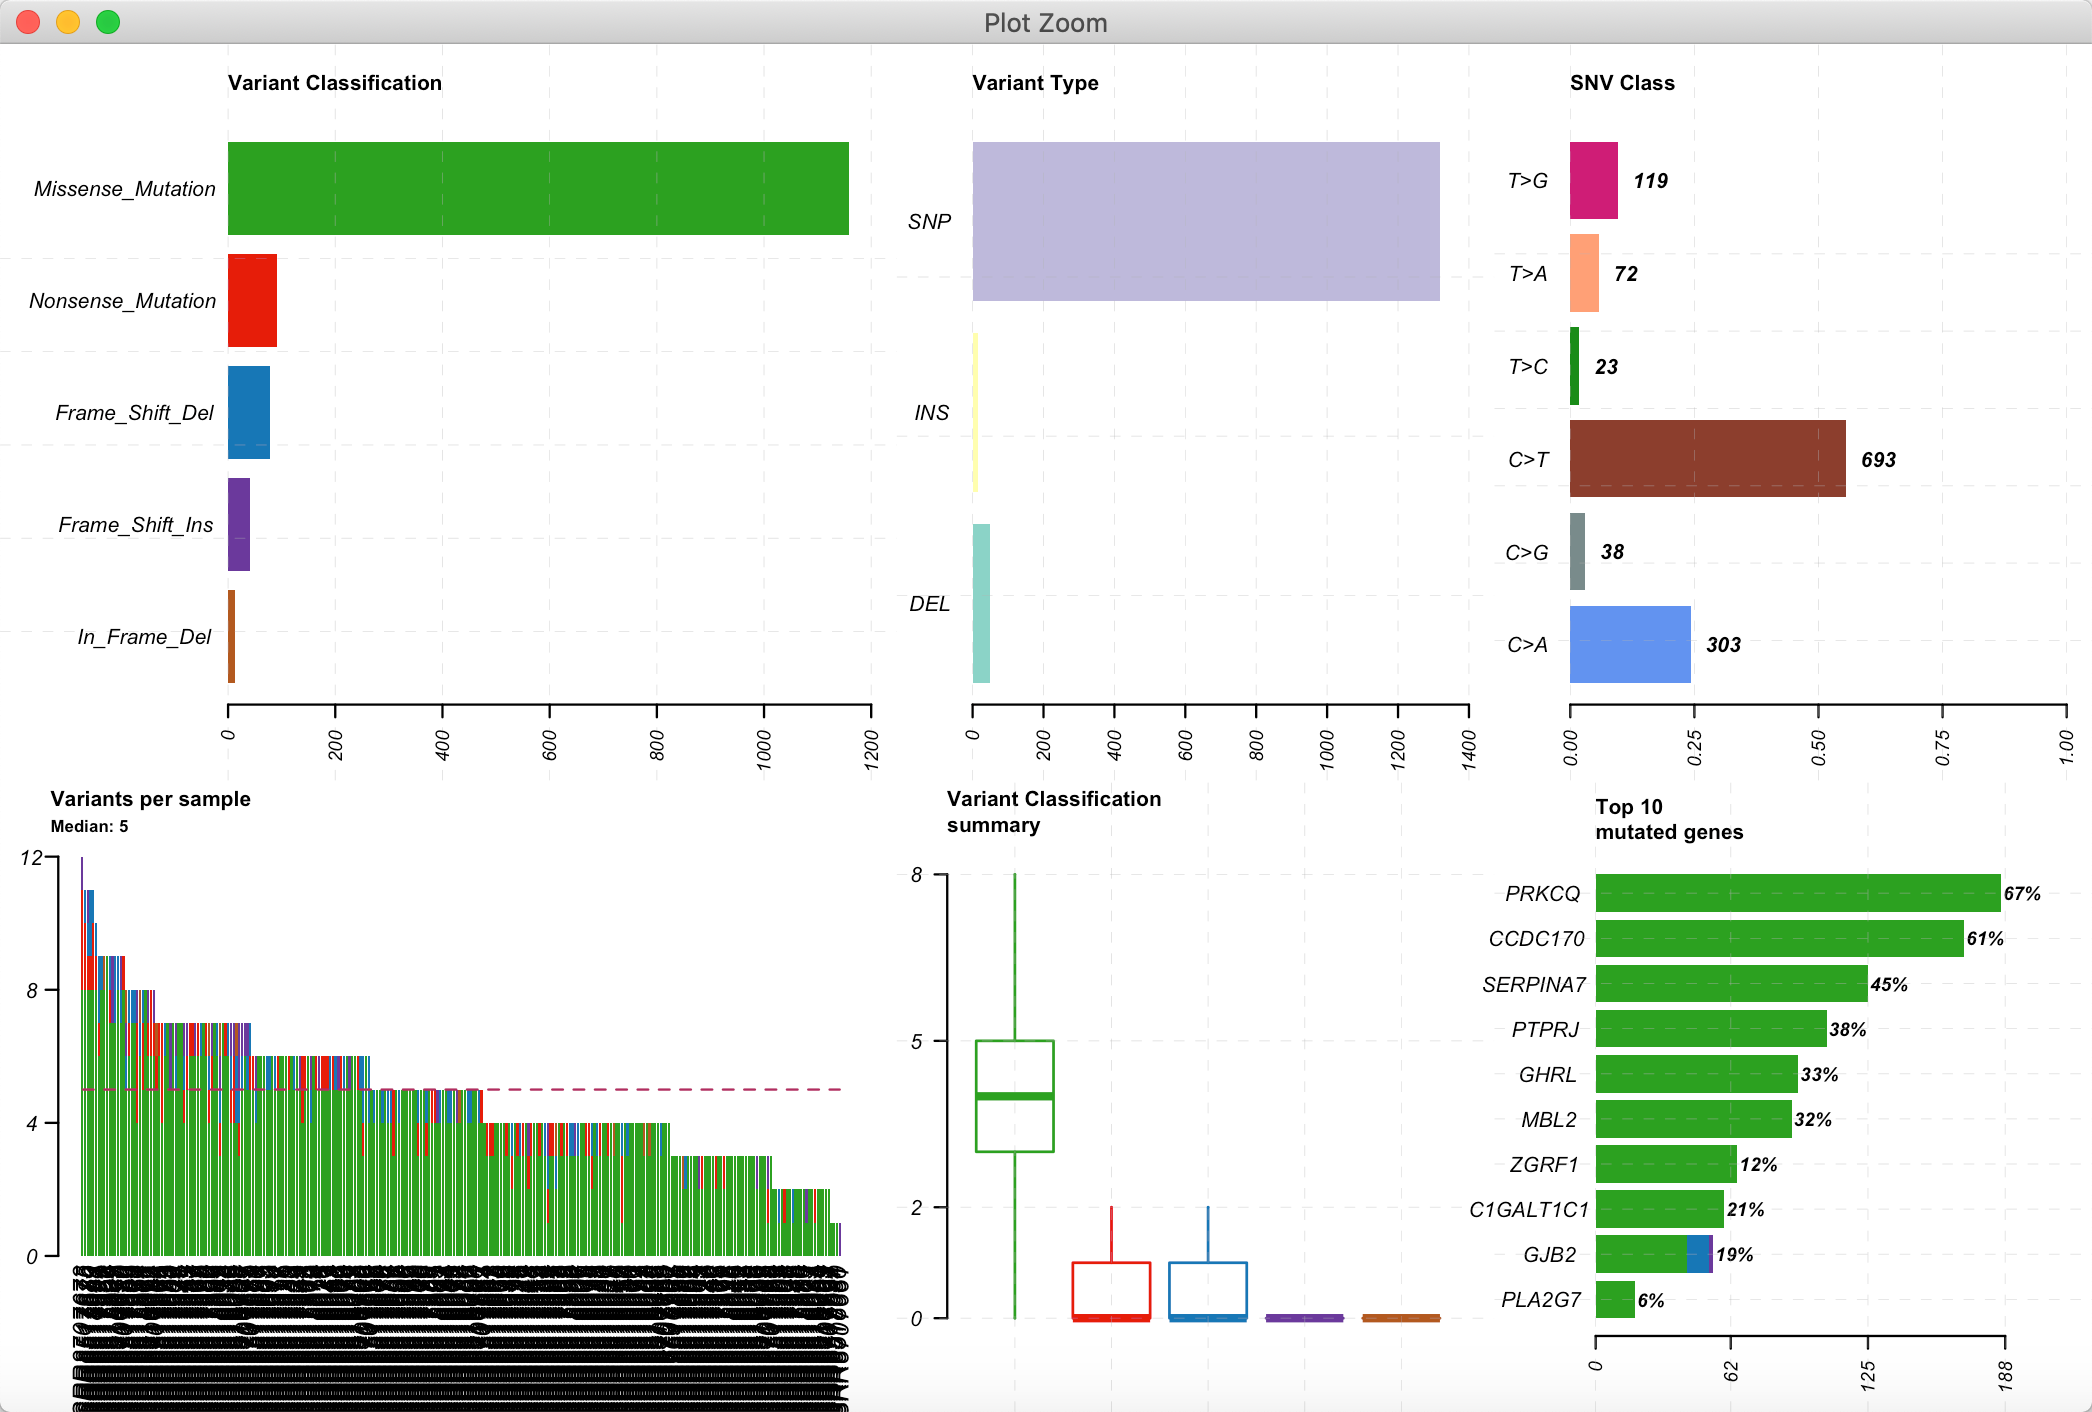 Plot Zoom
Variant Classification
Missense_Mutation
Nonsense_Mutation
Frame_Shift_Del
Frame_Shift_Ins
In_Frame_Del
0 200 400 600 800 1000 1200
Variant Type
SNP
INS
DEL
0 200 400 600 800 1000 1200 1400
SNV Class
T>G 119
T>A 72
T>C 23
C>T 693
C>G 38
C>A 303
0.00 0.25 0.50 0.75 1.00
Variants per sample
Median: 5
12
8
4
0
Variant Classification
summary
8
5
2
0
Top 10
mutated genes
PRKCQ 67%
CCDC170 61%
SERPINA7 45%
PTPRJ 38%
GHRL 33%
MBL2 32%
ZGRF1 12%
C1GALT1C1 21%
GJB2 19%
PLA2G7 6%
0 62 125 188